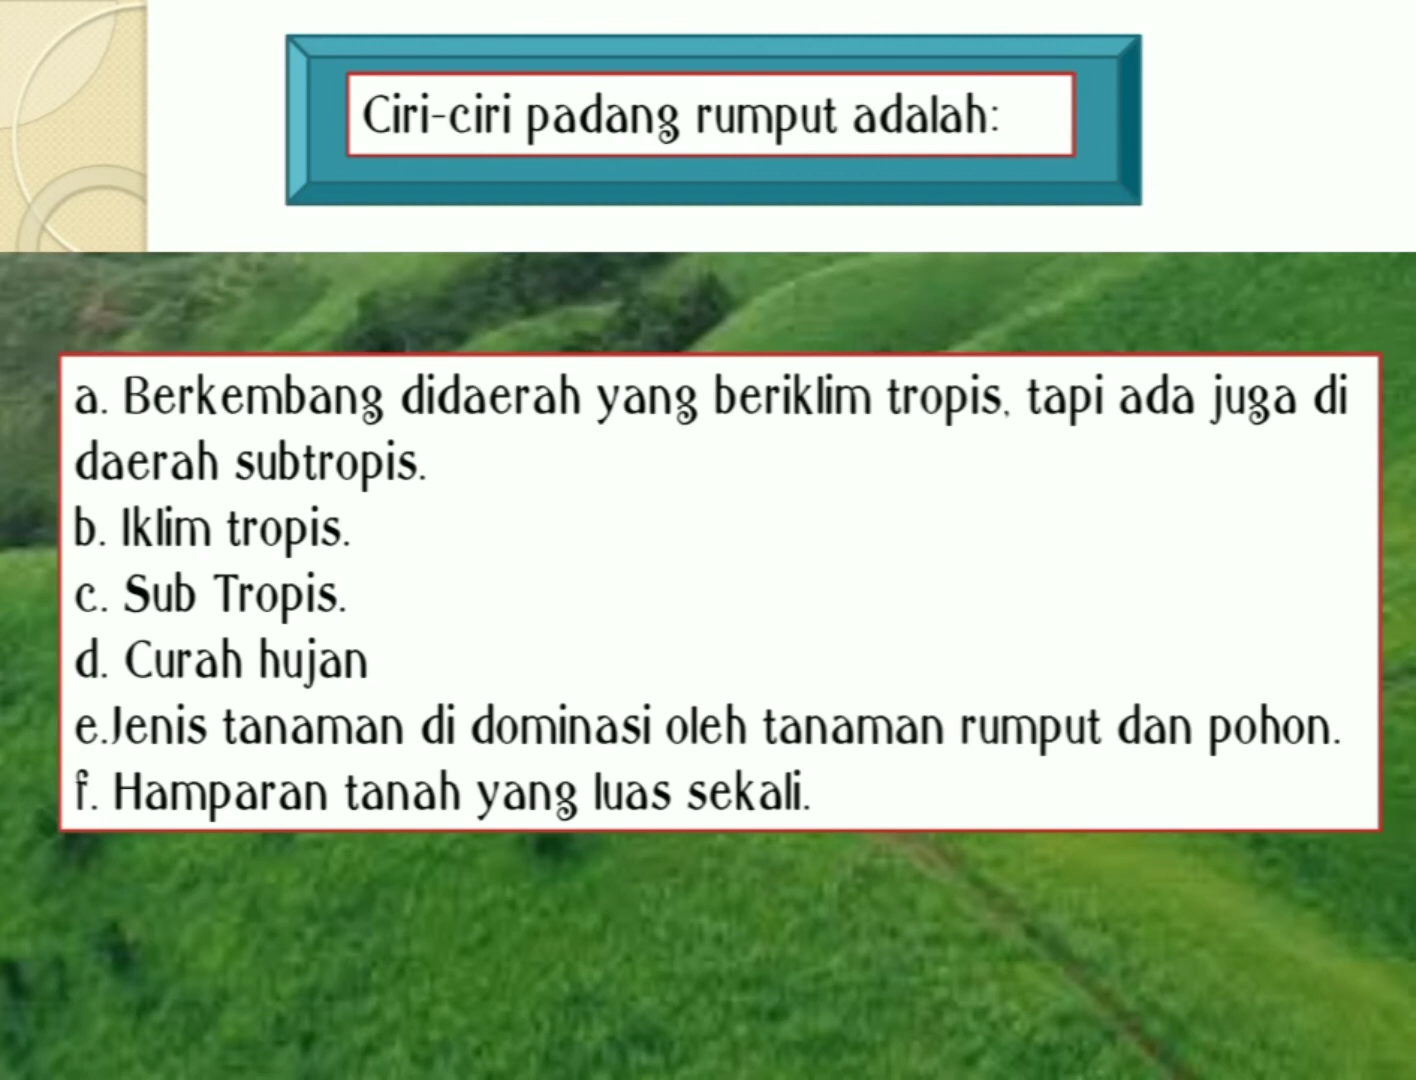 Ciri-ciri padang rumput adalah:
a. Berkembang didaerah yang beriklim tropis, tapi ada juga di
daerah subtropis.
b. Iklim tropis.
c. Sub Tropis.
d. Curah hujan
e.Jenis tanaman di dominasi oleh tanaman rumput dan pohon.
f. Hamparan tanah yang luas sekali.